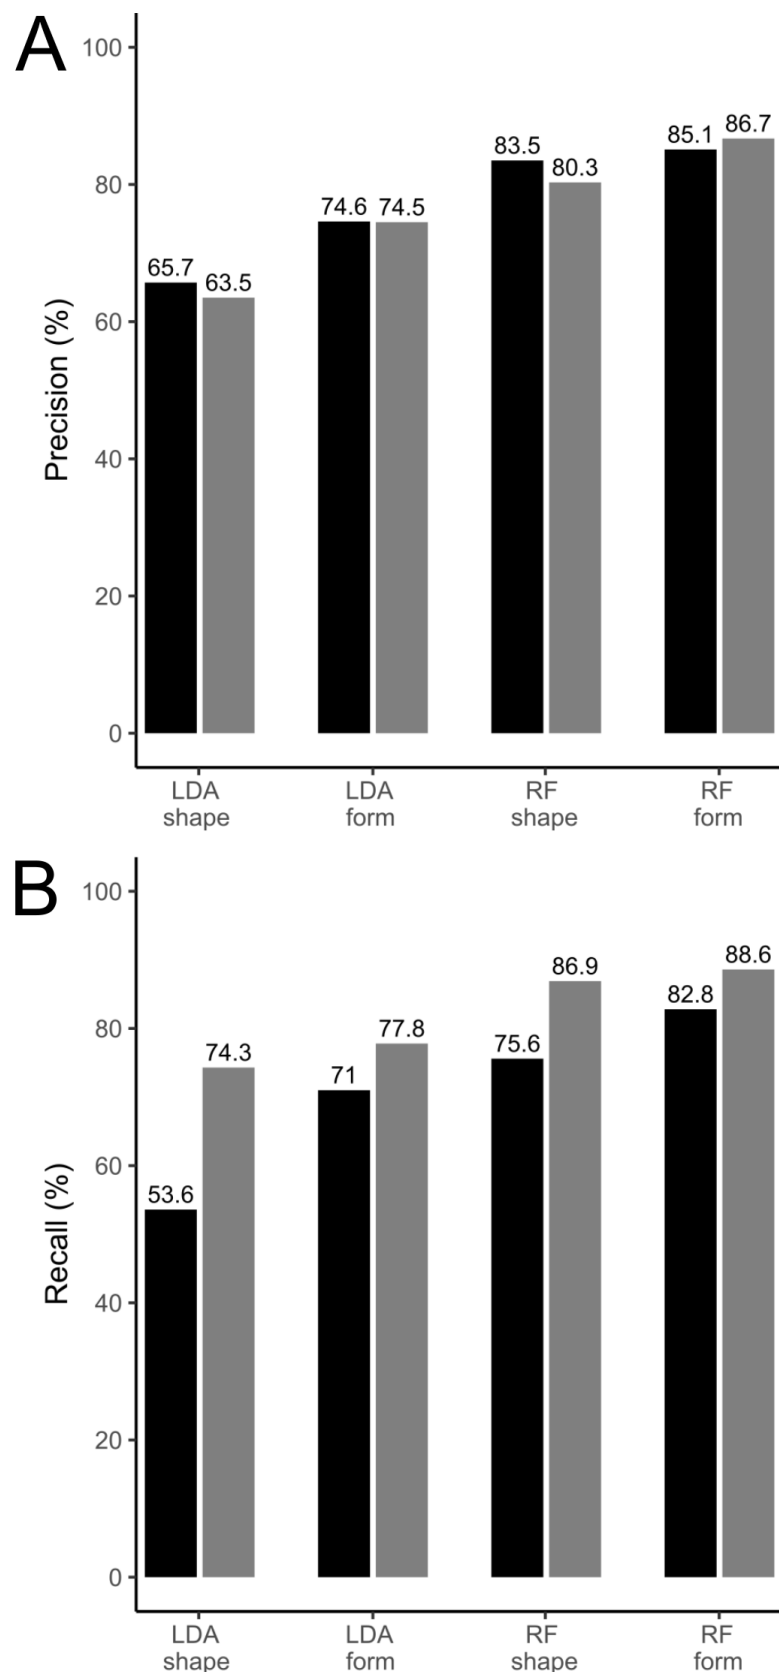 A
100
80
60
40
20
0
Precision (%)
65.7 63.5 74.6 74.5 83.5 80.3 85.1 86.7
LDA shape
LDA form
RF shape
RF form
B
100
80
60
40
20
0
Recall (%)
53.6 74.3 71 77.8 75.6 86.9 82.8 88.6
LDA shape
LDA form
RF shape
RF form